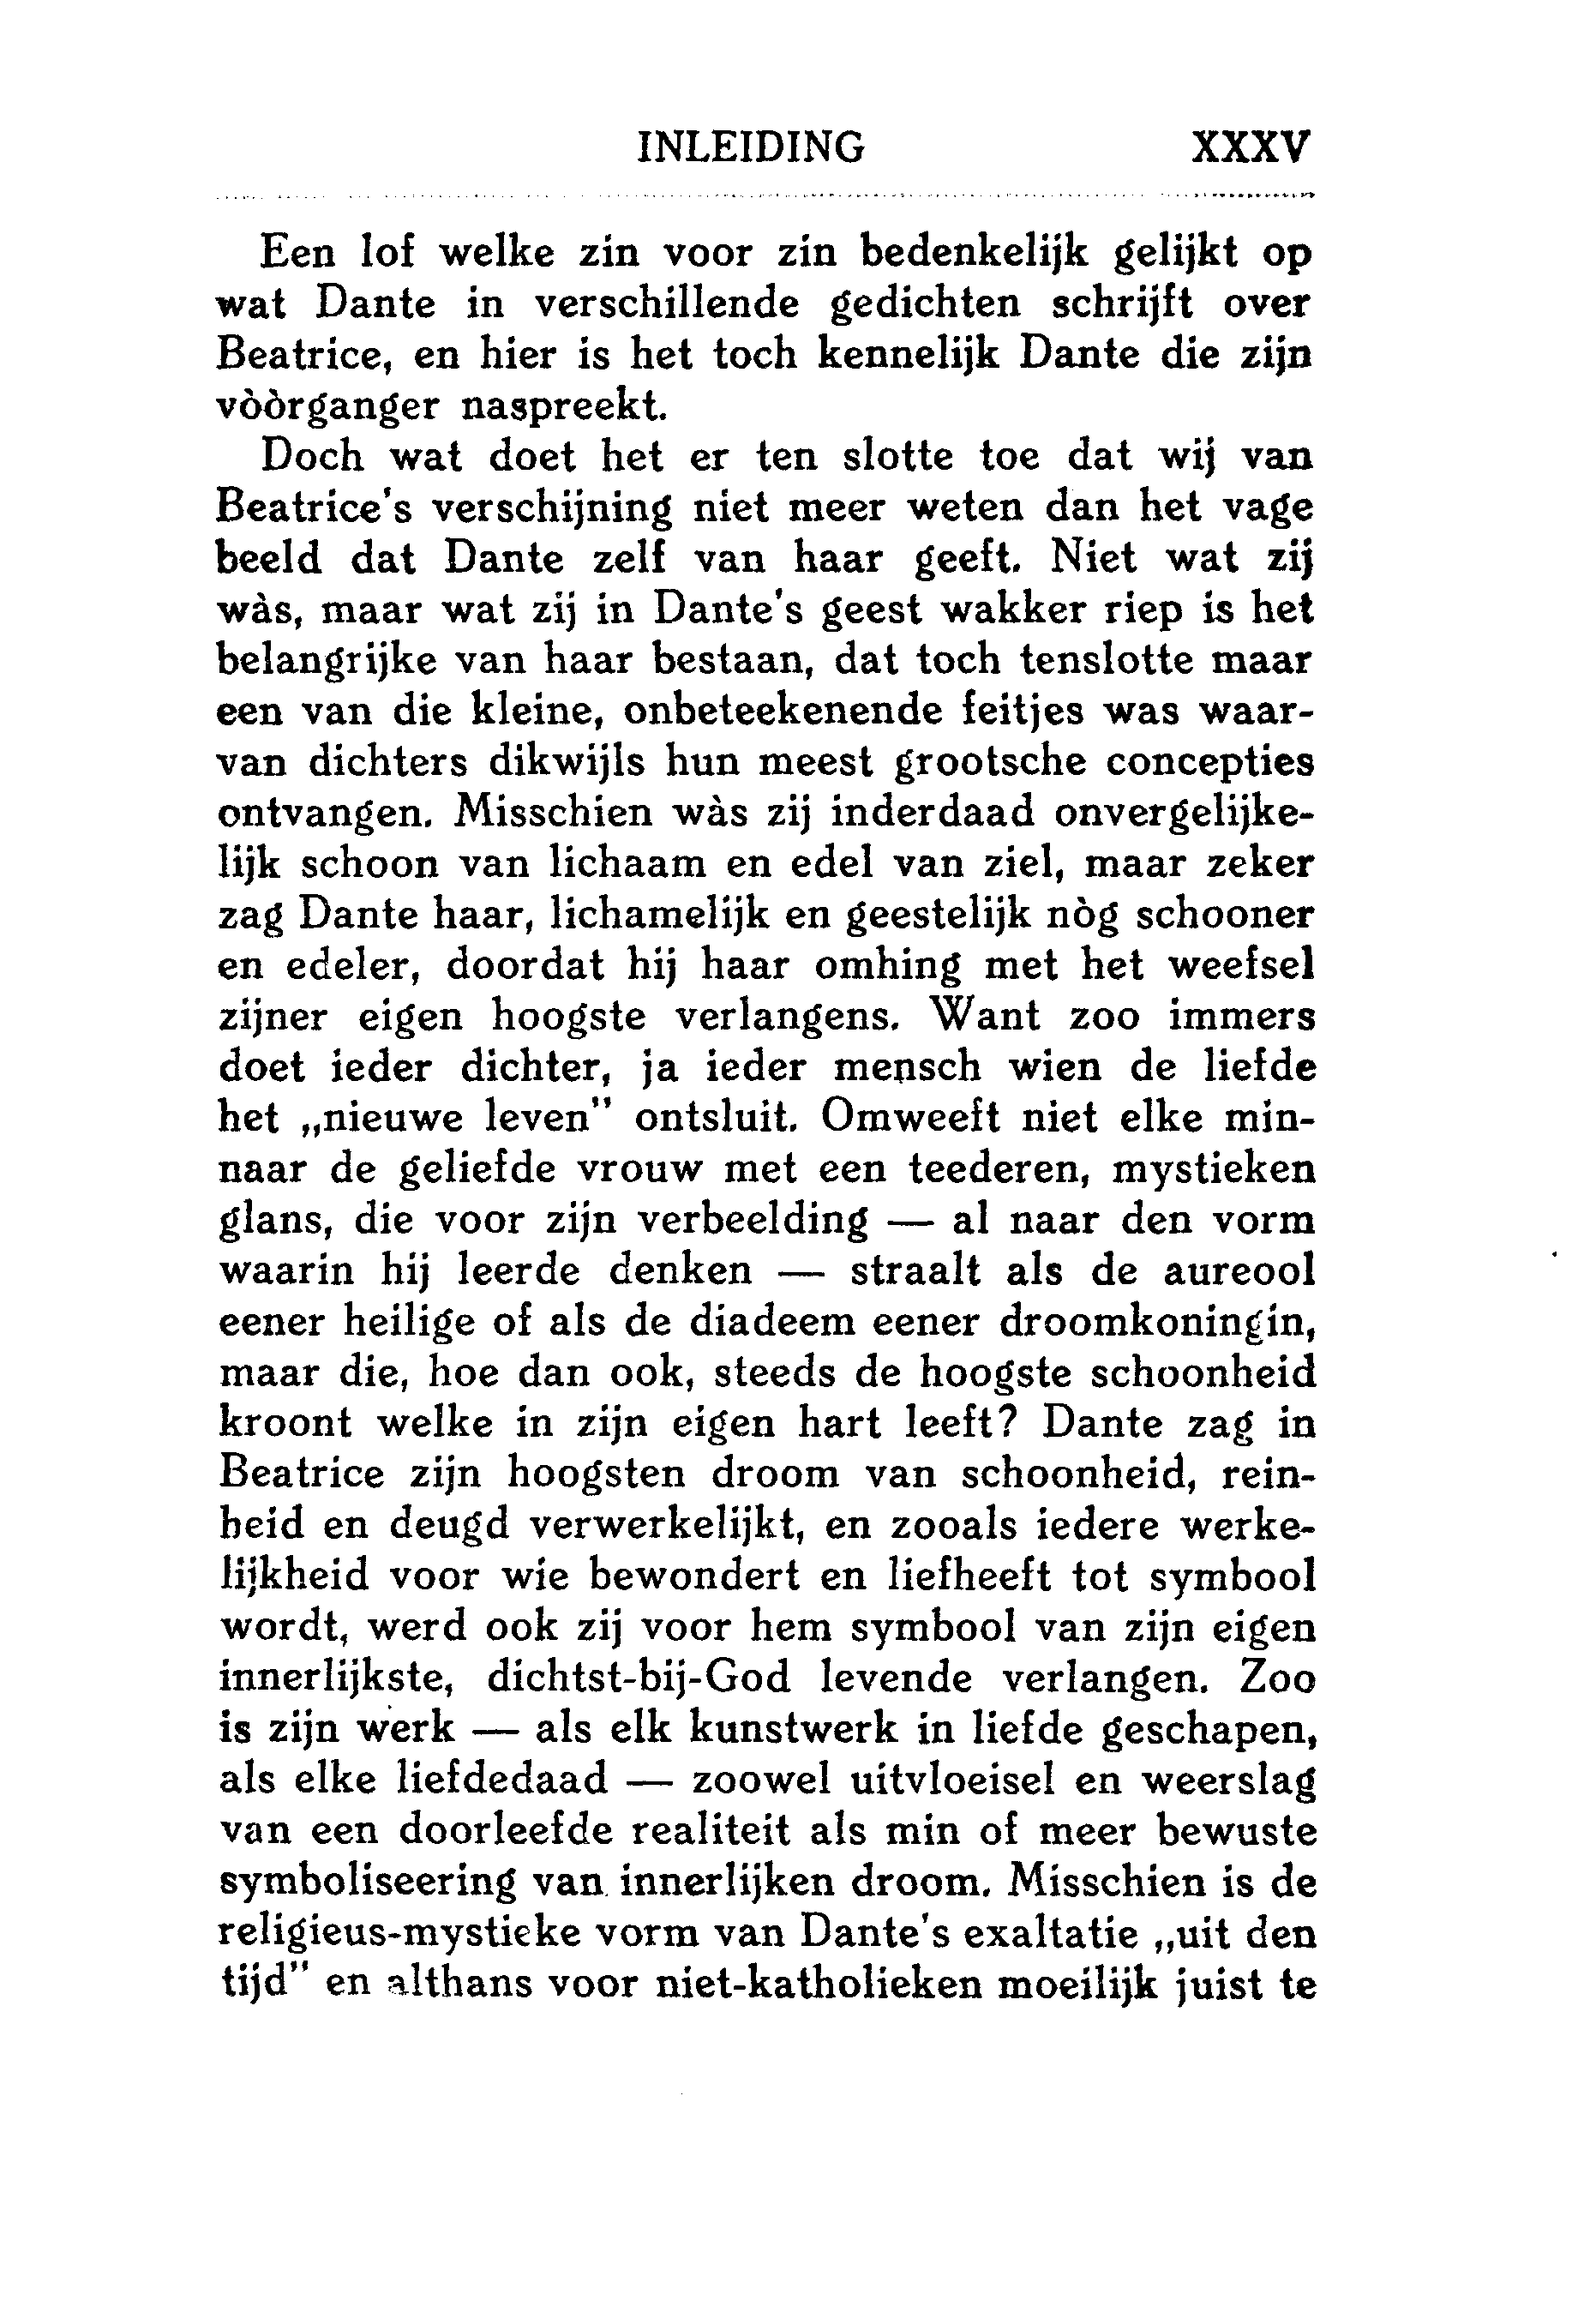 INLEIDING XXXV
Een lof welke zin voor zin bedenkelijk gelijkt op
wat Dante in verschillende gedichten schrijft over
Beatrice, en hier is het toch kennelijk Dante die zijn
vòòrganger naspreekt.
Doch wat doet het er ten slotte toe dat wij van
Beatrice's verschijning niet meer weten dan het vage
beeld dat Dante zelf van haar geeft. Niet wat zij
wàs, maar wat zij in Dante's geest wakker riep is het
belangrijke van haar bestaan, dat toch tenslotte maar
een van die kleine, onbeteekenende feitjes was waar-
van dichters dikwijls hun meest grootsche concepties
ontvangen. Misschien wàs zij inderdaad onvergelijke-
lijk schoon van lichaam en edel van ziel, maar zeker
zag Dante haar, lichamelijk en geestelijk nòg schooner
en edeler, doordat hij haar omhing met het weefsel
zijner eigen hoogste verlangens. Want zoo immers
doet ieder dichter, ja ieder mensch wien de liefde
het „nieuwe leven" ontsluit. Omweeft niet elke min-
naar de geliefde vrouw met een teederen, mystieken
glans, die voor zijn verbeelding — al naar den vorm
waarin hij leerde denken — straalt als de aureool
eener heilige of als de diadeem eener droomkoningin,
maar die, hoe dan ook, steeds de hoogste schoonheid
kroont welke in zijn eigen hart leeft? Dante zag in
Beatrice zijn hoogsten droom van schoonheid, rein-
heid en deugd verwerkelijkt, en zooals iedere werke-
lijkheid voor wie bewondert en liefheeft tot symbool
wordt, werd ook zij voor hem symbool van zijn eigen
innerlijkste, dichtst-bij-God levende verlangen. Zoo
is zijn werk — als elk kunstwerk in liefde geschapen,
als elke liefdedaad — zoowel uitvloeisel en weerslag
van een doorleefde realiteit als min of meer bewuste
symboliseering van innerlijken droom. Misschien is de
religieus-mystieke vorm van Dante's exaltatie „uit den
tijd" en althans voor niet-katholieken moeilijk juist te